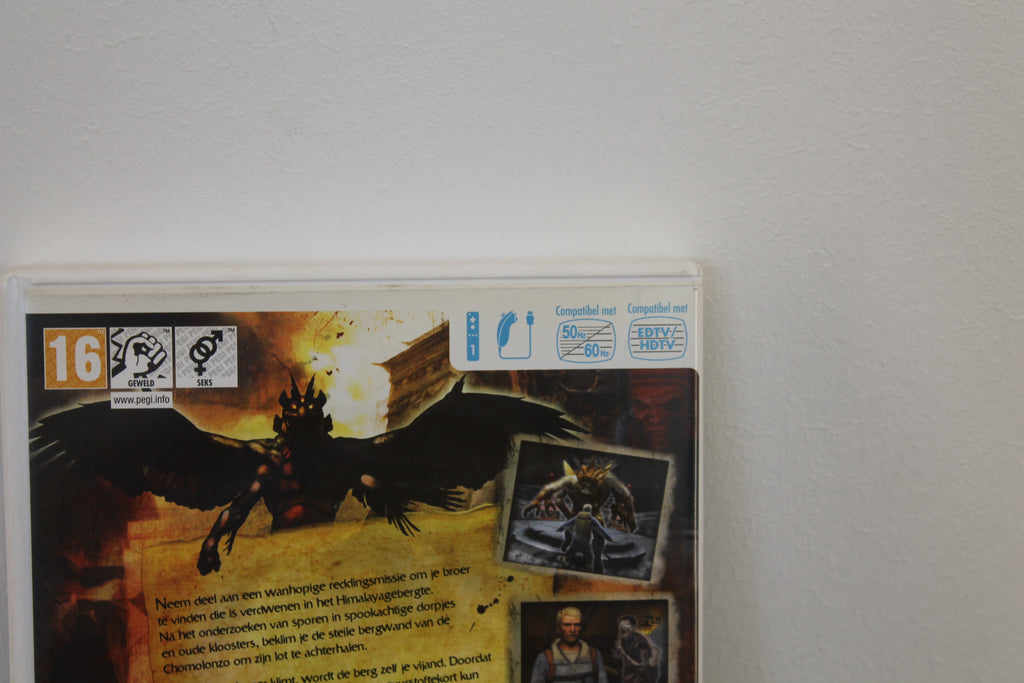 16
GEWELD
SEKS
www.pegi.info
1
Compatibel met
50Hz
60Hz
Compatibel met
EDTV/
HDTV
Neem deel aan een wanhopige reddingsmissie om je broer
te vinden die is verdwenen in het Himalayagebergte.
Na het onderzoeken van sporen in spookachtige dorpjes
en oude kloosters, beklim je de steile bergwand van de
Chomolonzo om zijn lot te achterhalen.
klimt, wordt de berg zelf je vijand. Doordat
kun